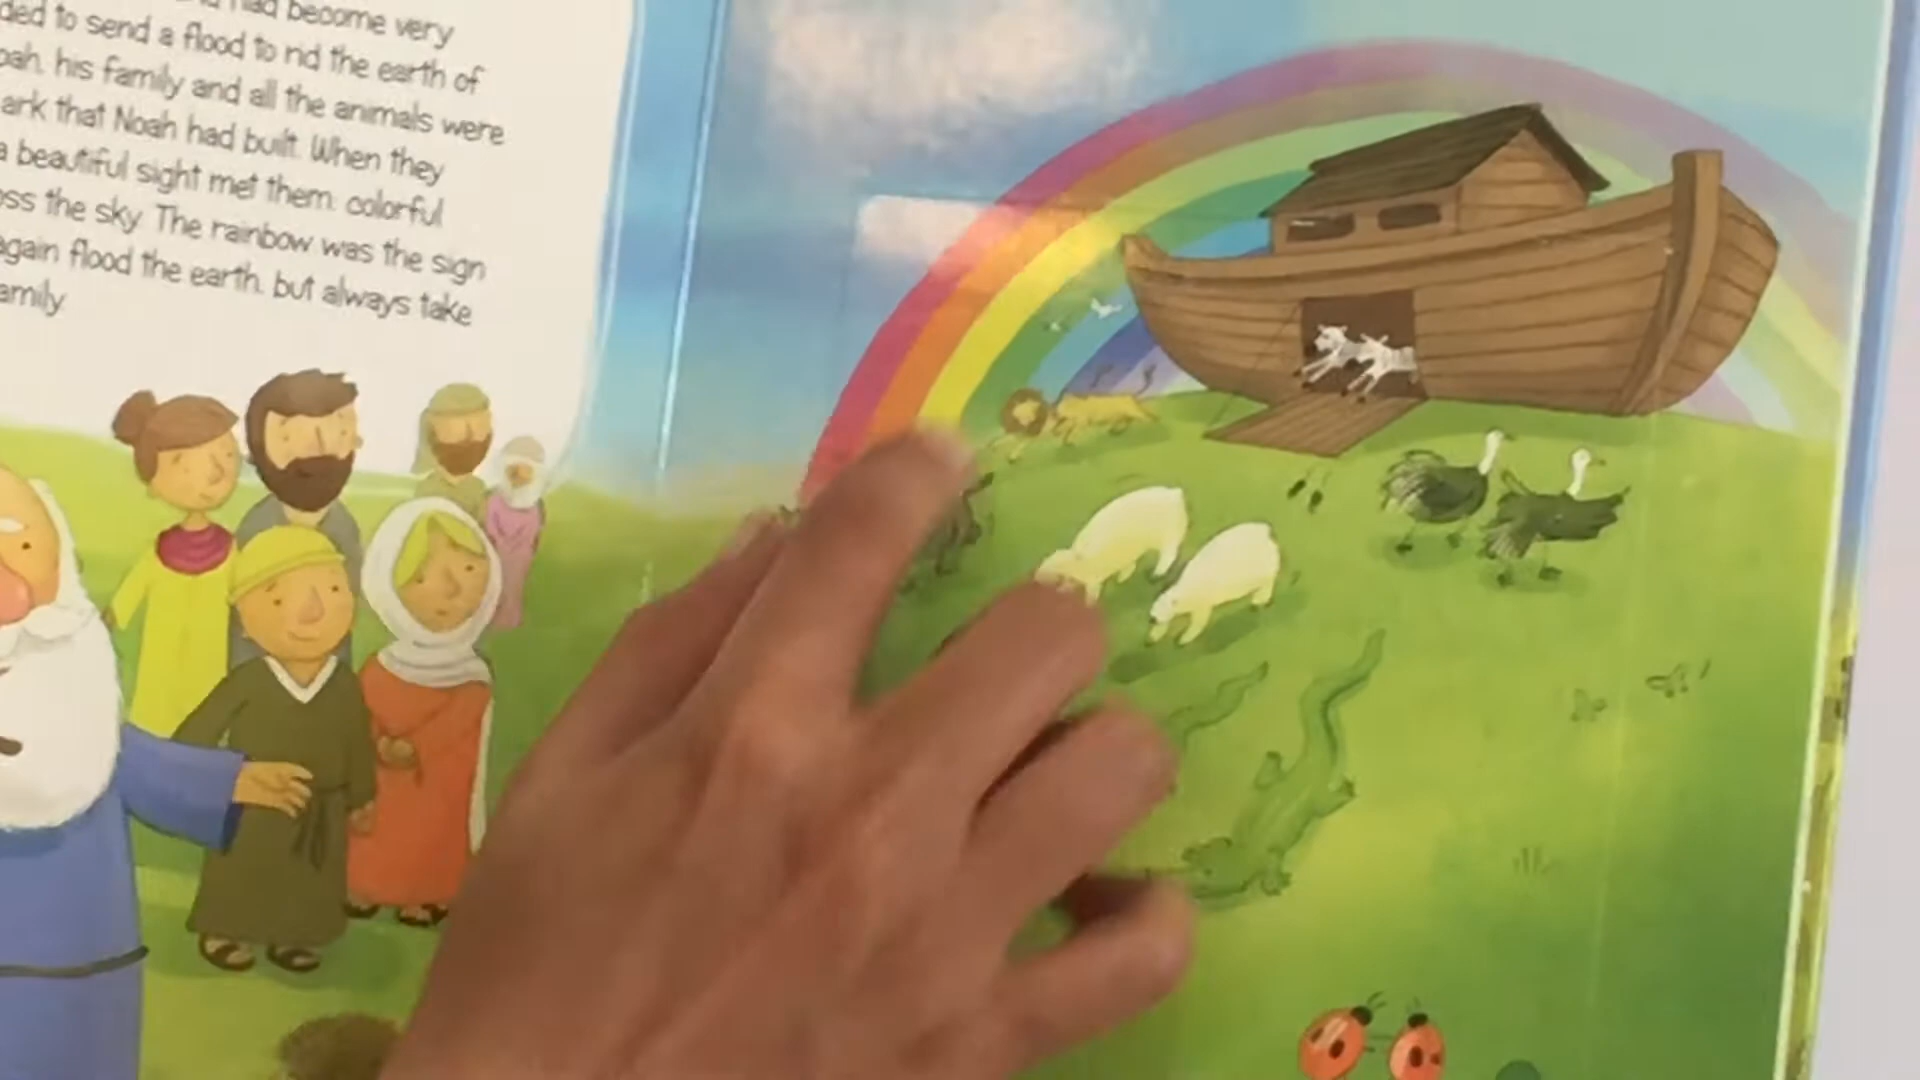 had become very
ded to send a flood to rid the earth of
oah, his family and all the animals were
ark that Noah had built. When they
a beautiful sight met them: colorful
oss the sky. The rainbow was the sign
again flood the earth, but always take
amily.